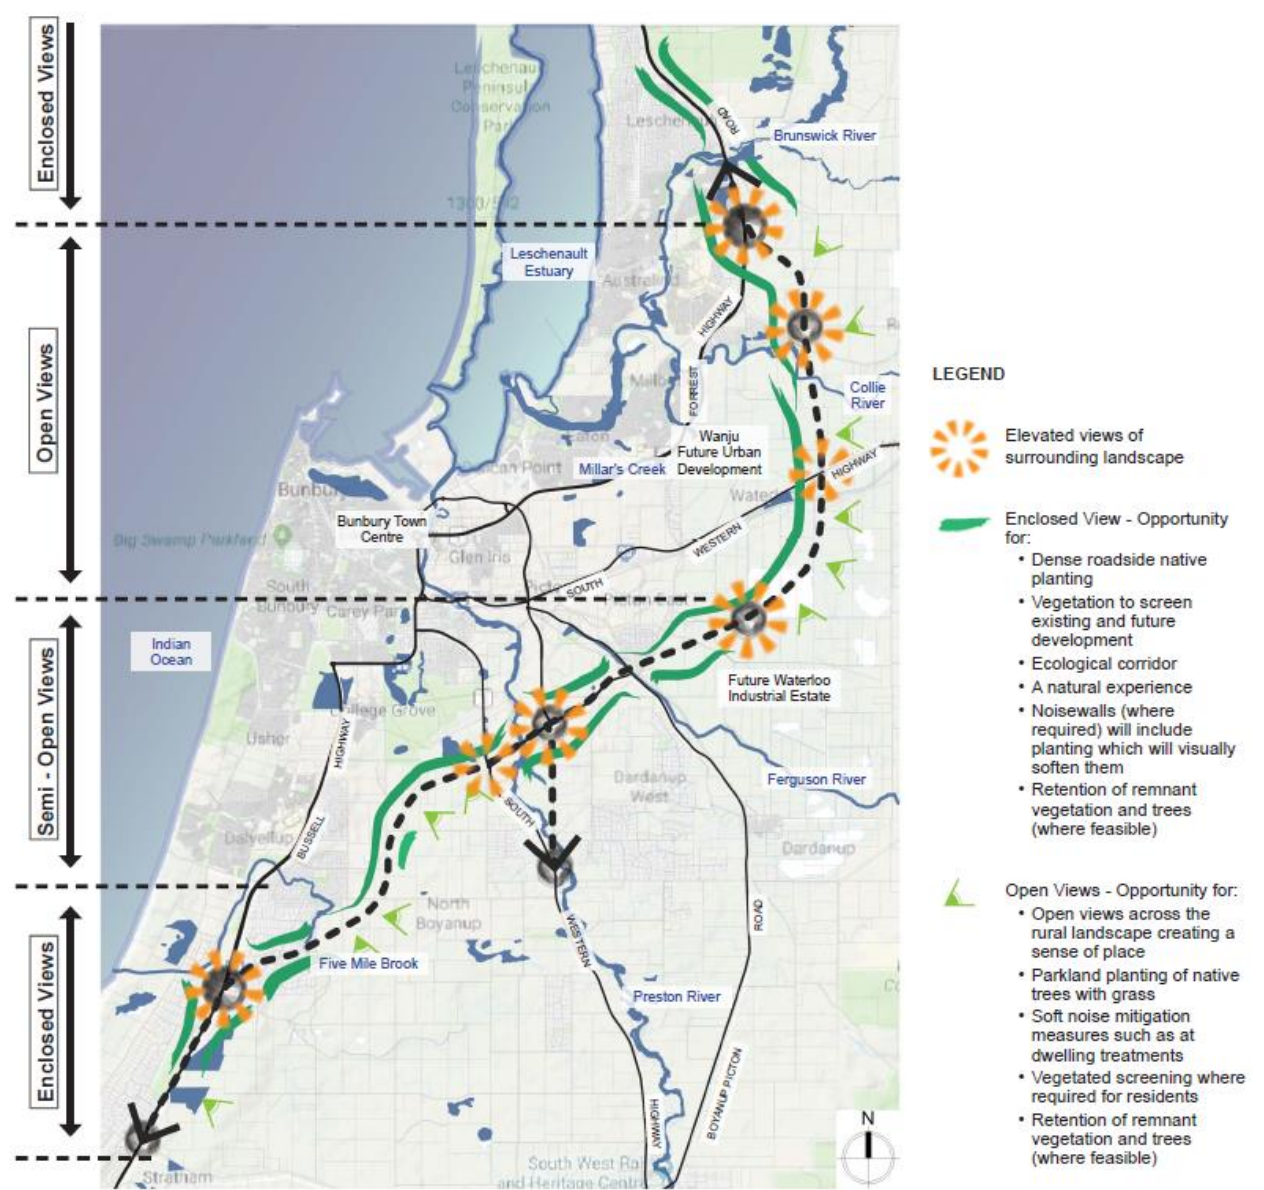 Enclosed Views
Open Views
Semi - Open Views
Enclosed Views
Leschenault
Peninsula
Conservation
Park
Leschenault
ROAD
Brunswick River
Leschenault
Estuary
Australind
HIGHWAY
FORREST
Collie
River
Eaton
Wanju
Future Urban
Development
Millar's Creek
HIGHWAY
Bunbury
Bunbury Town
Centre
Big Swamp Parkland
Glen Iris
WESTERN
SOUTH
Picton East
South
Bunbury
Carey Park
Indian
Ocean
Future Waterloo
Industrial Estate
College Grove
Usher
HIGHWAY
BUSSELL
Dalyellup
SOUTH
Dardanup
West
Ferguson River
Dardanup
North
Boyanup
WESTERN
ROAD
Five Mile Brook
Preston River
BOYANUP PICTON
HIGHWAY
Stratham
South West Rail
and Heritage Centre
N
LEGEND
Elevated views of
surrounding landscape
Enclosed View - Opportunity
for:
• Dense roadside native
planting
• Vegetation to screen
existing and future
development
• Ecological corridor
• A natural experience
• Noisewalls (where
required) will include
planting which will visually
soften them
• Retention of remnant
vegetation and trees
(where feasible)
Open Views - Opportunity for:
• Open views across the
rural landscape creating a
sense of place
• Parkland planting of native
trees with grass
• Soft noise mitigation
measures such as at
dwelling treatments
• Vegetated screening where
required for residents
• Retention of remnant
vegetation and trees
(where feasible)